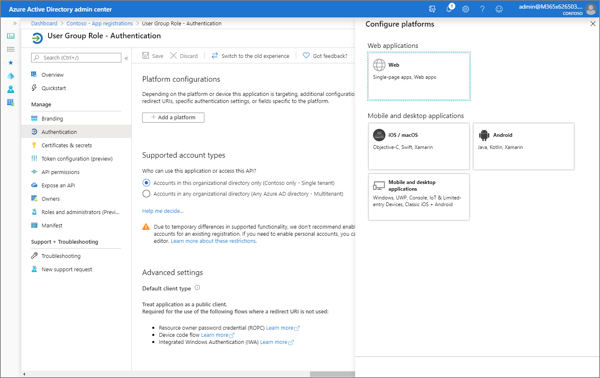 Azure Active Directory admin center
admin@M365x626503....
CONTOSO
Dashboard > Contoso - App registrations > User Group Role - Authentication
User Group Role - Authentication
Search (Ctrl+/)
Overview
Quickstart
Manage
Branding
Authentication
Certificates & secrets
Token configuration (preview)
API permissions
Expose an API
Owners
Roles and administrators (Previ...
Manifest
Support + Troubleshooting
Troubleshooting
New support request
Save
Discard
Switch to the old experience
Got feedback?
Platform configurations
Depending on the platform or device this application is targeting, additional configuration
redirect URIs, specific authentication settings, or fields specific to the platform.
+ Add a platform
Supported account types
Who can use this application or access this API?
Accounts in this organizational directory only (Contoso only - Single tenant)
Accounts in any organizational directory (Any Azure AD directory - Multitenant)
Help me decide...
Due to temporary differences in supported functionality, we don't recommend enabl
accounts for an existing registration. If you need to enable personal accounts, you ca
editor. Learn more about these restrictions.
Advanced settings
Default client type
Treat application as a public client.
Required for the use of the following flows where a redirect URI is not used:
Resource owner password credential (ROPC) Learn more
Device code flow Learn more
Integrated Windows Authentication (IWA) Learn more
Configure platforms
Web applications
Web
Single-page apps, Web apps
Mobile and desktop applications
iOS / macOS
Objective-C, Swift, Xamarin
Android
Java, Kotlin, Xamarin
Mobile and desktop
applications
Windows, UWP, Console, IoT & Limited-
entry Devices, Classic iOS + Android